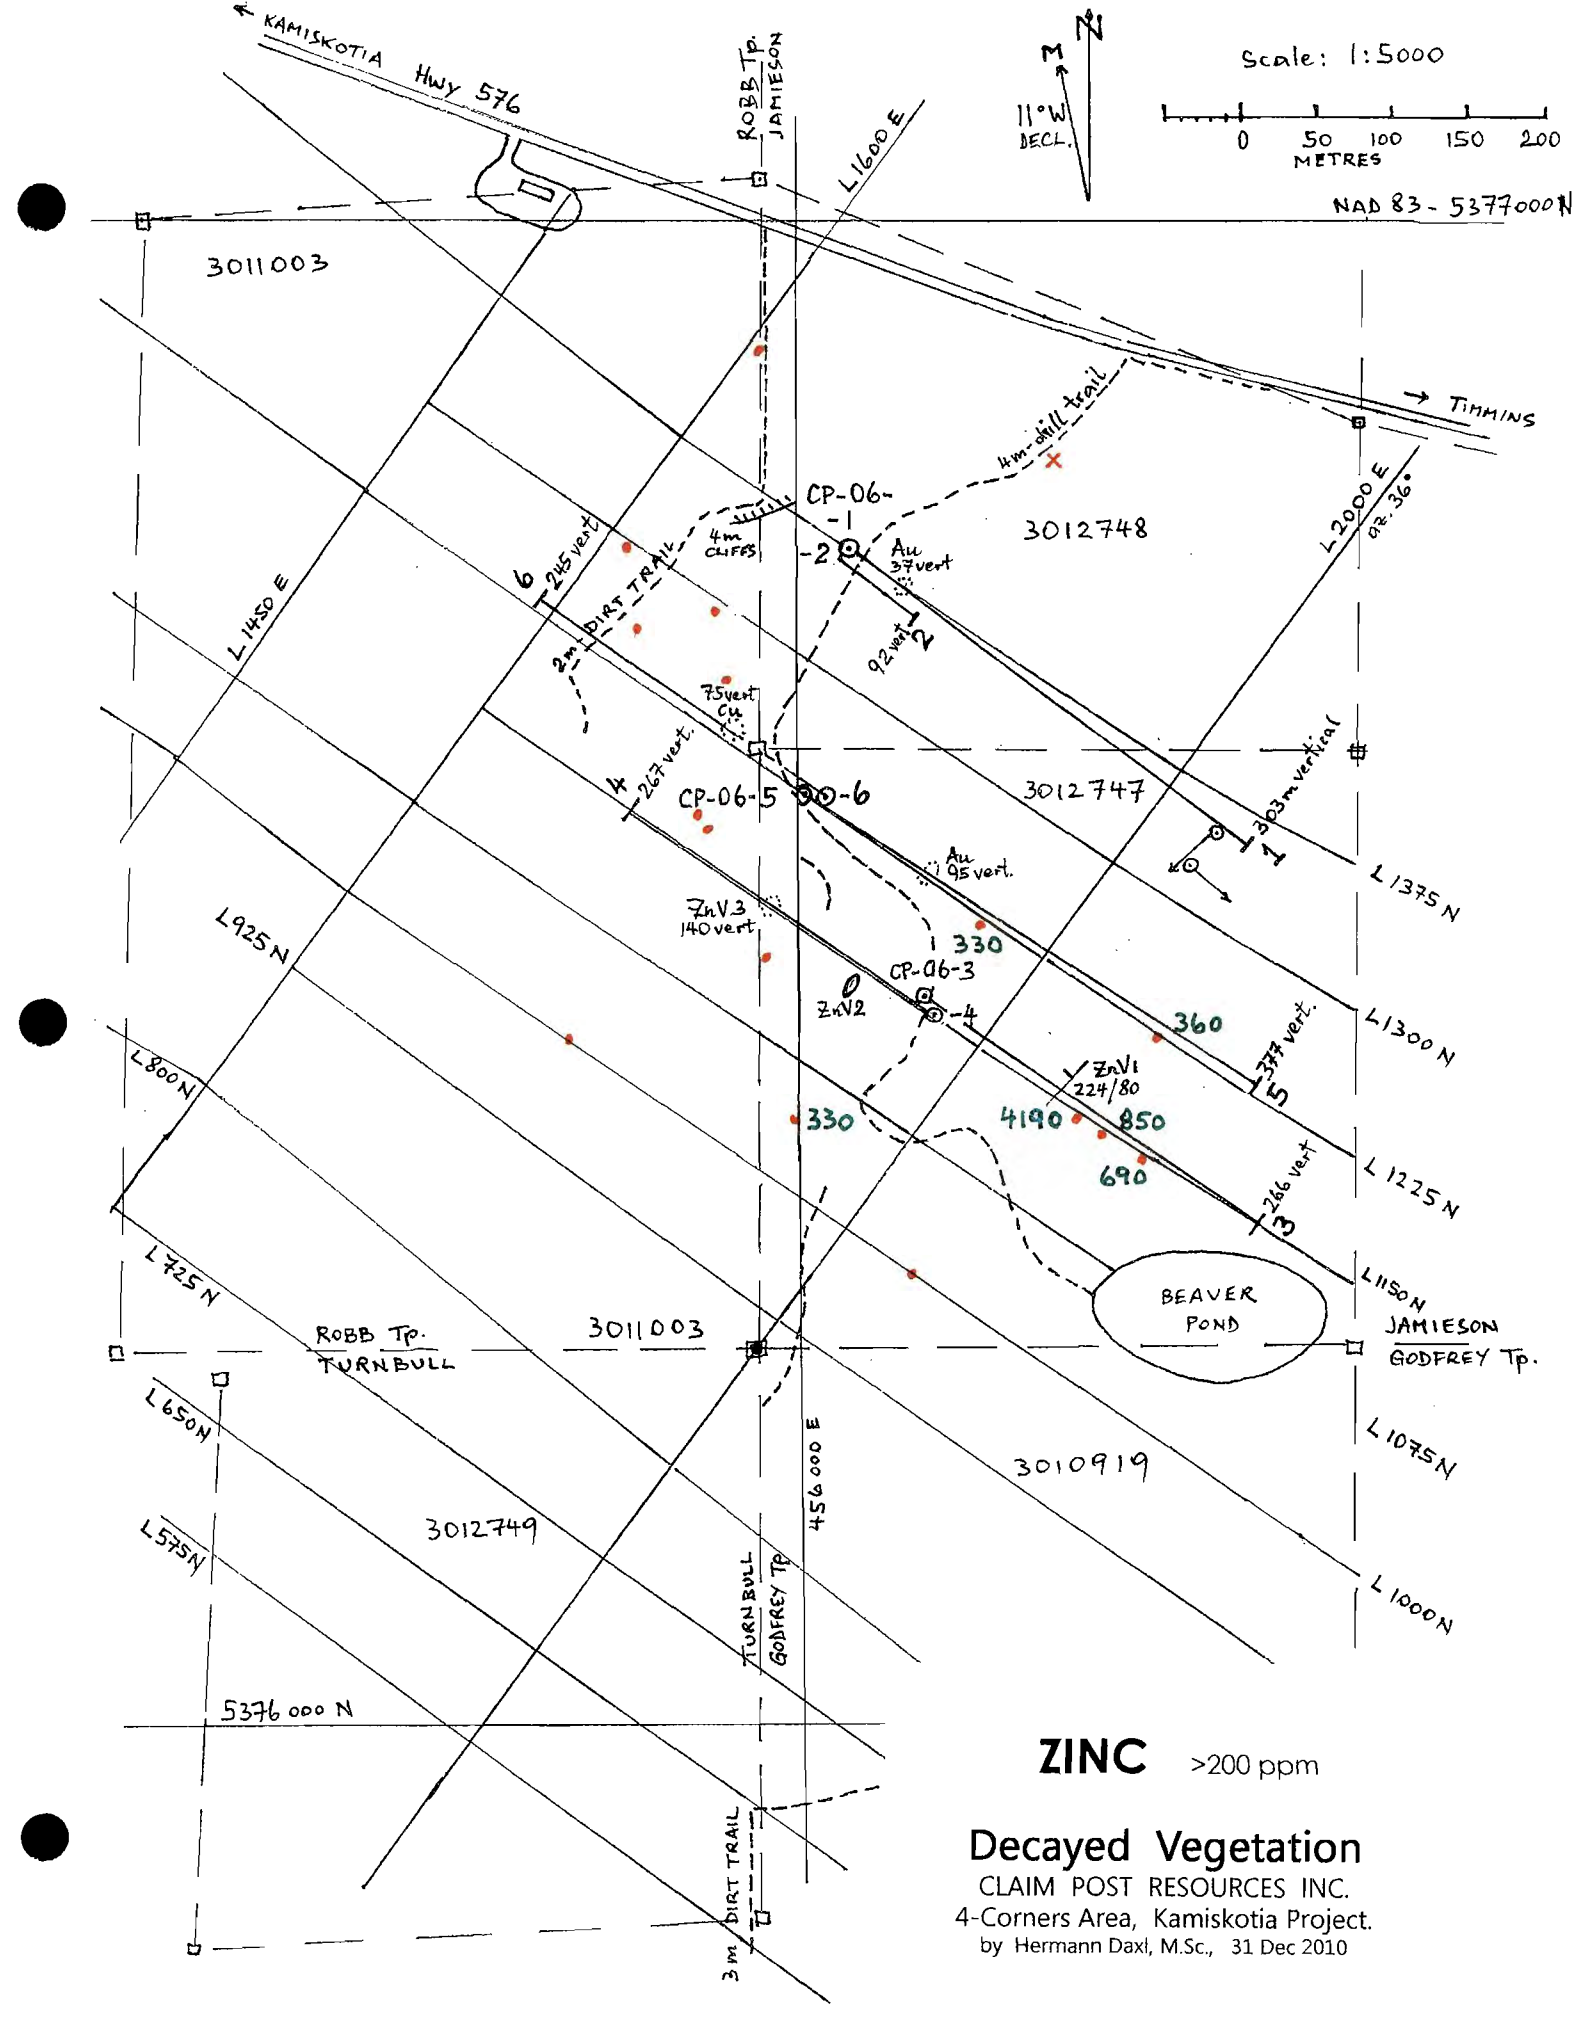 KAMISKOTIA
HWY 576
ROBB Tp.
JAMIESON
L1600 E
M
N
11°W
DECL.
Scale: 1:5000
0 50 100 150 200
METRES
NAD 83 - 5377000N
3011003
TIMMINS
4m-drill trail
X
L2000 E
az. 36°
CP-06-
-1
-2
Au
37vert
3012748
4m
CLIFFS
6
245 vert
2m-DIRT TRAIL
L1450 E
92 vert
2
75vert
Cu
303m vertical
1
3012747
4
267 vert.
CP-06-5
-6
L1375 N
Au
95 vert.
ZnV.3
140 vert
330
CP-06-3
-4
ZnV2
L925 N
360
L1300 N
377 vert.
5
ZnV1
224/80
L800N
330
4190
850
690
266 vert
3
L1225 N
L725 N
BEAVER
POND
L1150N
ROBB Tp.
TURNBULL
3011003
JAMIESON
GODFREY Tp.
L650N
456000 E
3010919
L1075N
L575N
3012749
TURNBULL
GODFREY Tp
L1000N
5376000 N
3m DIRT TRAIL
ZINC >200 ppm
Decayed Vegetation
CLAIM POST RESOURCES INC.
4-Corners Area, Kamiskotia Project.
by Hermann Daxl, M.Sc., 31 Dec 2010